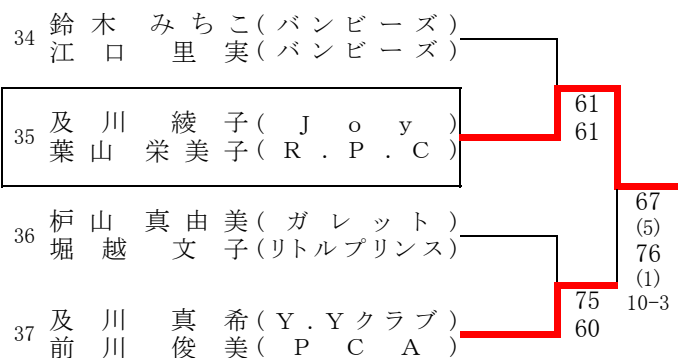 34 鈴木 みちこ(バンビーズ)
江口 里実(バンビーズ)
61
61
35 及川 綾子(Joy)
葉山 栄美子(R.P.C)
67
(5)
76
(1)
10-3
36 枦山 真由美(ガレット)
堀越 文子(リトルプリンス)
75
60
37 及川 真希(Y.Yクラブ)
前川 俊美(PCA)